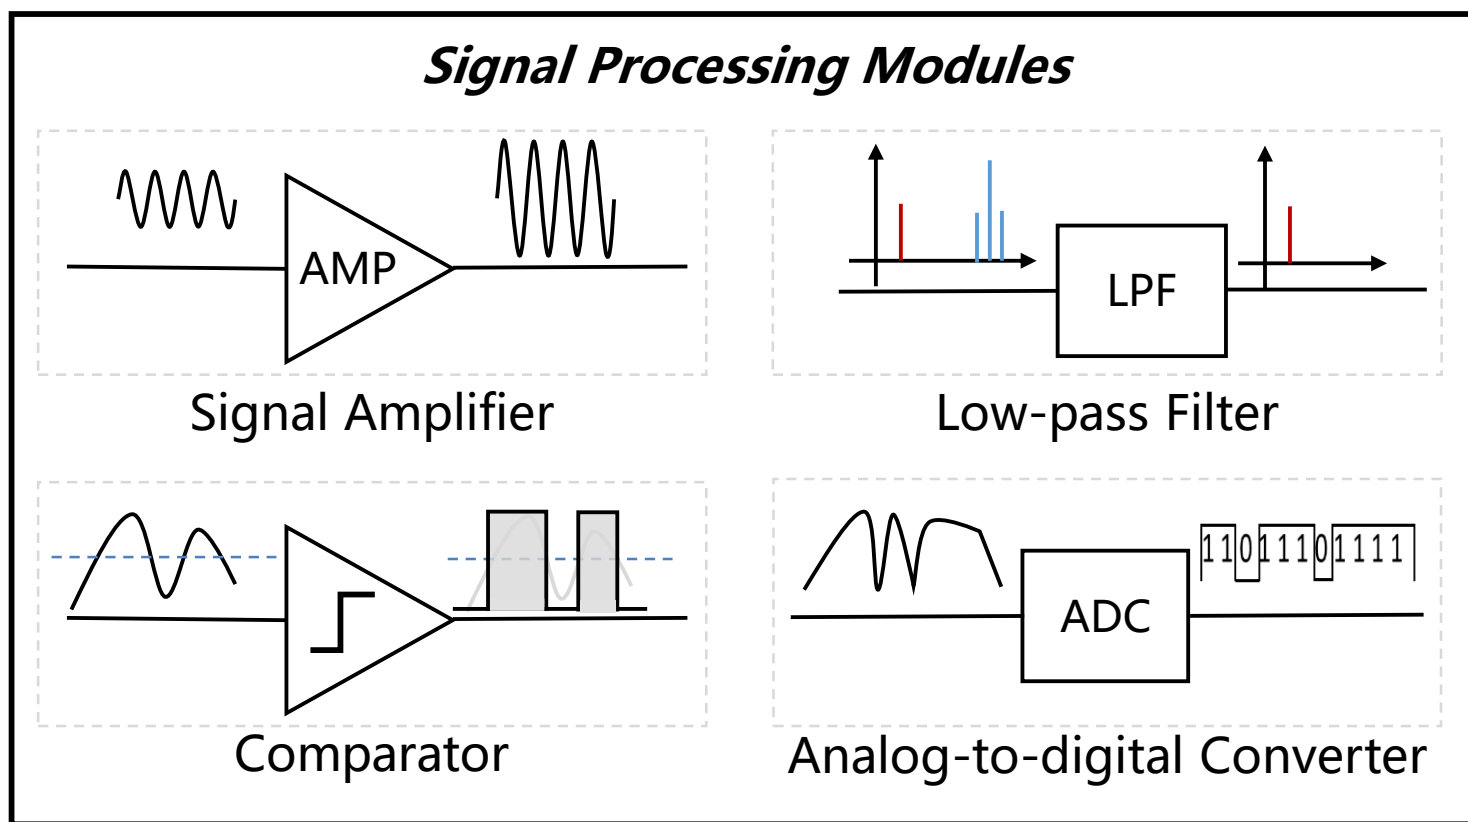 Signal Processing Modules
AMP
LPF
Signal Amplifier
Low-pass Filter
11011101111
ADC
Comparator
Analog-to-digital Converter